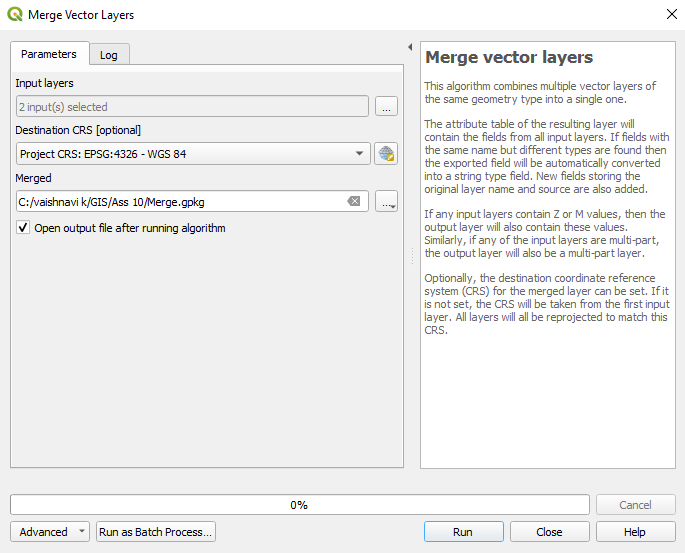 Merge Vector Layers
Parameters
Log
Input layers
2 input(s) selected
...
Destination CRS [optional]
Project CRS: EPSG:4326 - WGS 84
Merged
C:/vaishnavi k/GIS/Ass 10/Merge.gpkg
...
Open output file after running algorithm
Merge vector layers
This algorithm combines multiple vector layers of
the same geometry type into a single one.
The attribute table of the resulting layer will
contain the fields from all input layers. If fields with
the same name but different types are found then
the exported field will be automatically converted
into a string type field. New fields storing the
original layer name and source are also added.
If any input layers contain Z or M values, then the
output layer will also contain these values.
Similarly, if any of the input layers are multi-part,
the output layer will also be a multi-part layer.
Optionally, the destination coordinate reference
system (CRS) for the merged layer can be set. If it
is not set, the CRS will be taken from the first input
layer. All layers will all be reprojected to match this
CRS.
0%
Cancel
Advanced
Run as Batch Process...
Run
Close
Help